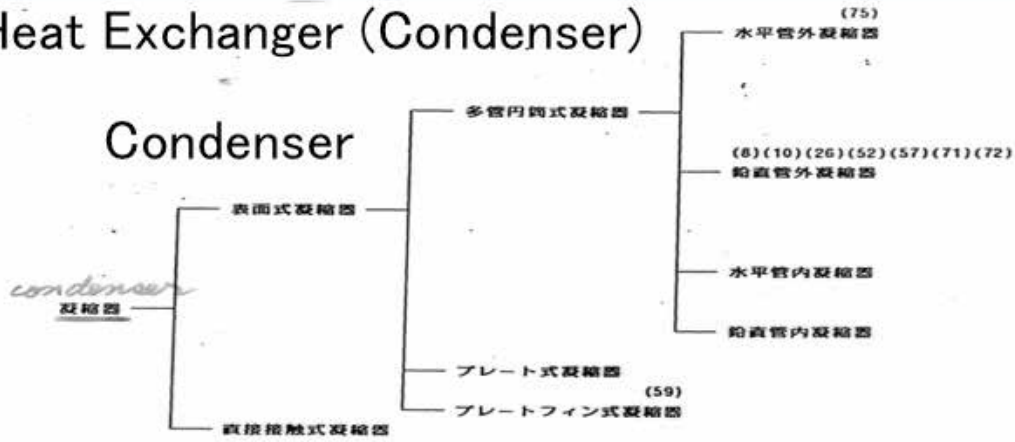 Heat Exchanger (Condenser)
(75)
水平管外凝縮器
多管円筒式凝縮器
Condenser
(8)(10)(26)(52)(57)(71)(72)
鉛直管外凝縮器
表面式凝縮器
水平管内凝縮器
condenser
凝縮器
鉛直管内凝縮器
プレート式凝縮器
(59)
プレートフィン式凝縮器
直接接触式凝縮器